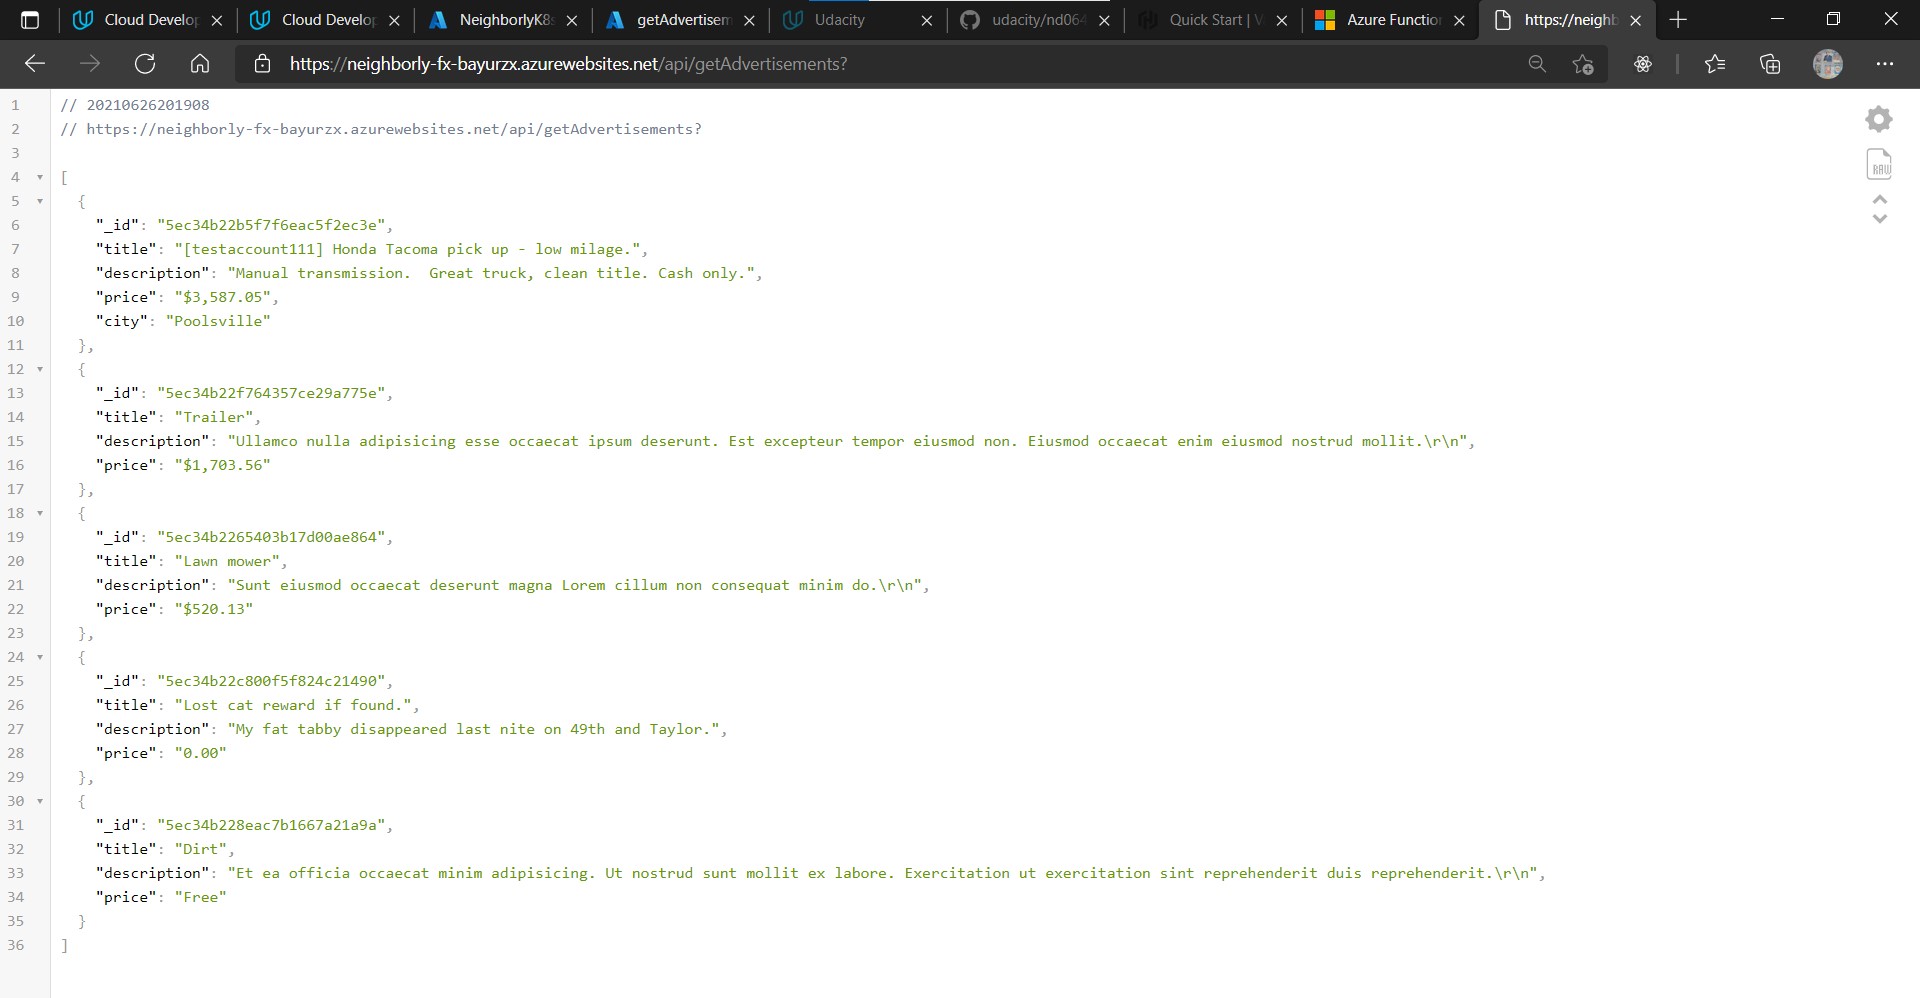 Cloud Develop
Cloud Develop
NeighborlyK8s
getAdvertisem
Udacity
udacity/nd064
Quick Start | V
Azure Function
https://neighb
https://neighborly-fx-bayurzx.azurewebsites.net/api/getAdvertisements?
1 // 20210626201908
2 // https://neighborly-fx-bayurzx.azurewebsites.net/api/getAdvertisements?
3
4 [
5 {
6 "_id": "5ec34b22b5f7f6eac5f2ec3e",
7 "title": "[testaccount111] Honda Tacoma pick up - low milage.",
8 "description": "Manual transmission.  Great truck, clean title. Cash only.",
9 "price": "$3,587.05",
10 "city": "Poolsville"
11 },
12 {
13 "_id": "5ec34b22f764357ce29a775e",
14 "title": "Trailer",
15 "description": "Ullamco nulla adipisicing esse occaecat ipsum deserunt. Est excepteur tempor eiusmod non. Eiusmod occaecat enim eiusmod nostrud mollit.\r\n",
16 "price": "$1,703.56"
17 },
18 {
19 "_id": "5ec34b2265403b17d00ae864",
20 "title": "Lawn mower",
21 "description": "Sunt eiusmod occaecat deserunt magna Lorem cillum non consequat minim do.\r\n",
22 "price": "$520.13"
23 },
24 {
25 "_id": "5ec34b22c800f5f824c21490",
26 "title": "Lost cat reward if found.",
27 "description": "My fat tabby disappeared last nite on 49th and Taylor.",
28 "price": "0.00"
29 },
30 {
31 "_id": "5ec34b228eac7b1667a21a9a",
32 "title": "Dirt",
33 "description": "Et ea officia occaecat minim adipisicing. Ut nostrud sunt mollit ex labore. Exercitation ut exercitation sint reprehenderit duis reprehenderit.\r\n",
34 "price": "Free"
35 }
36 ]
RAW